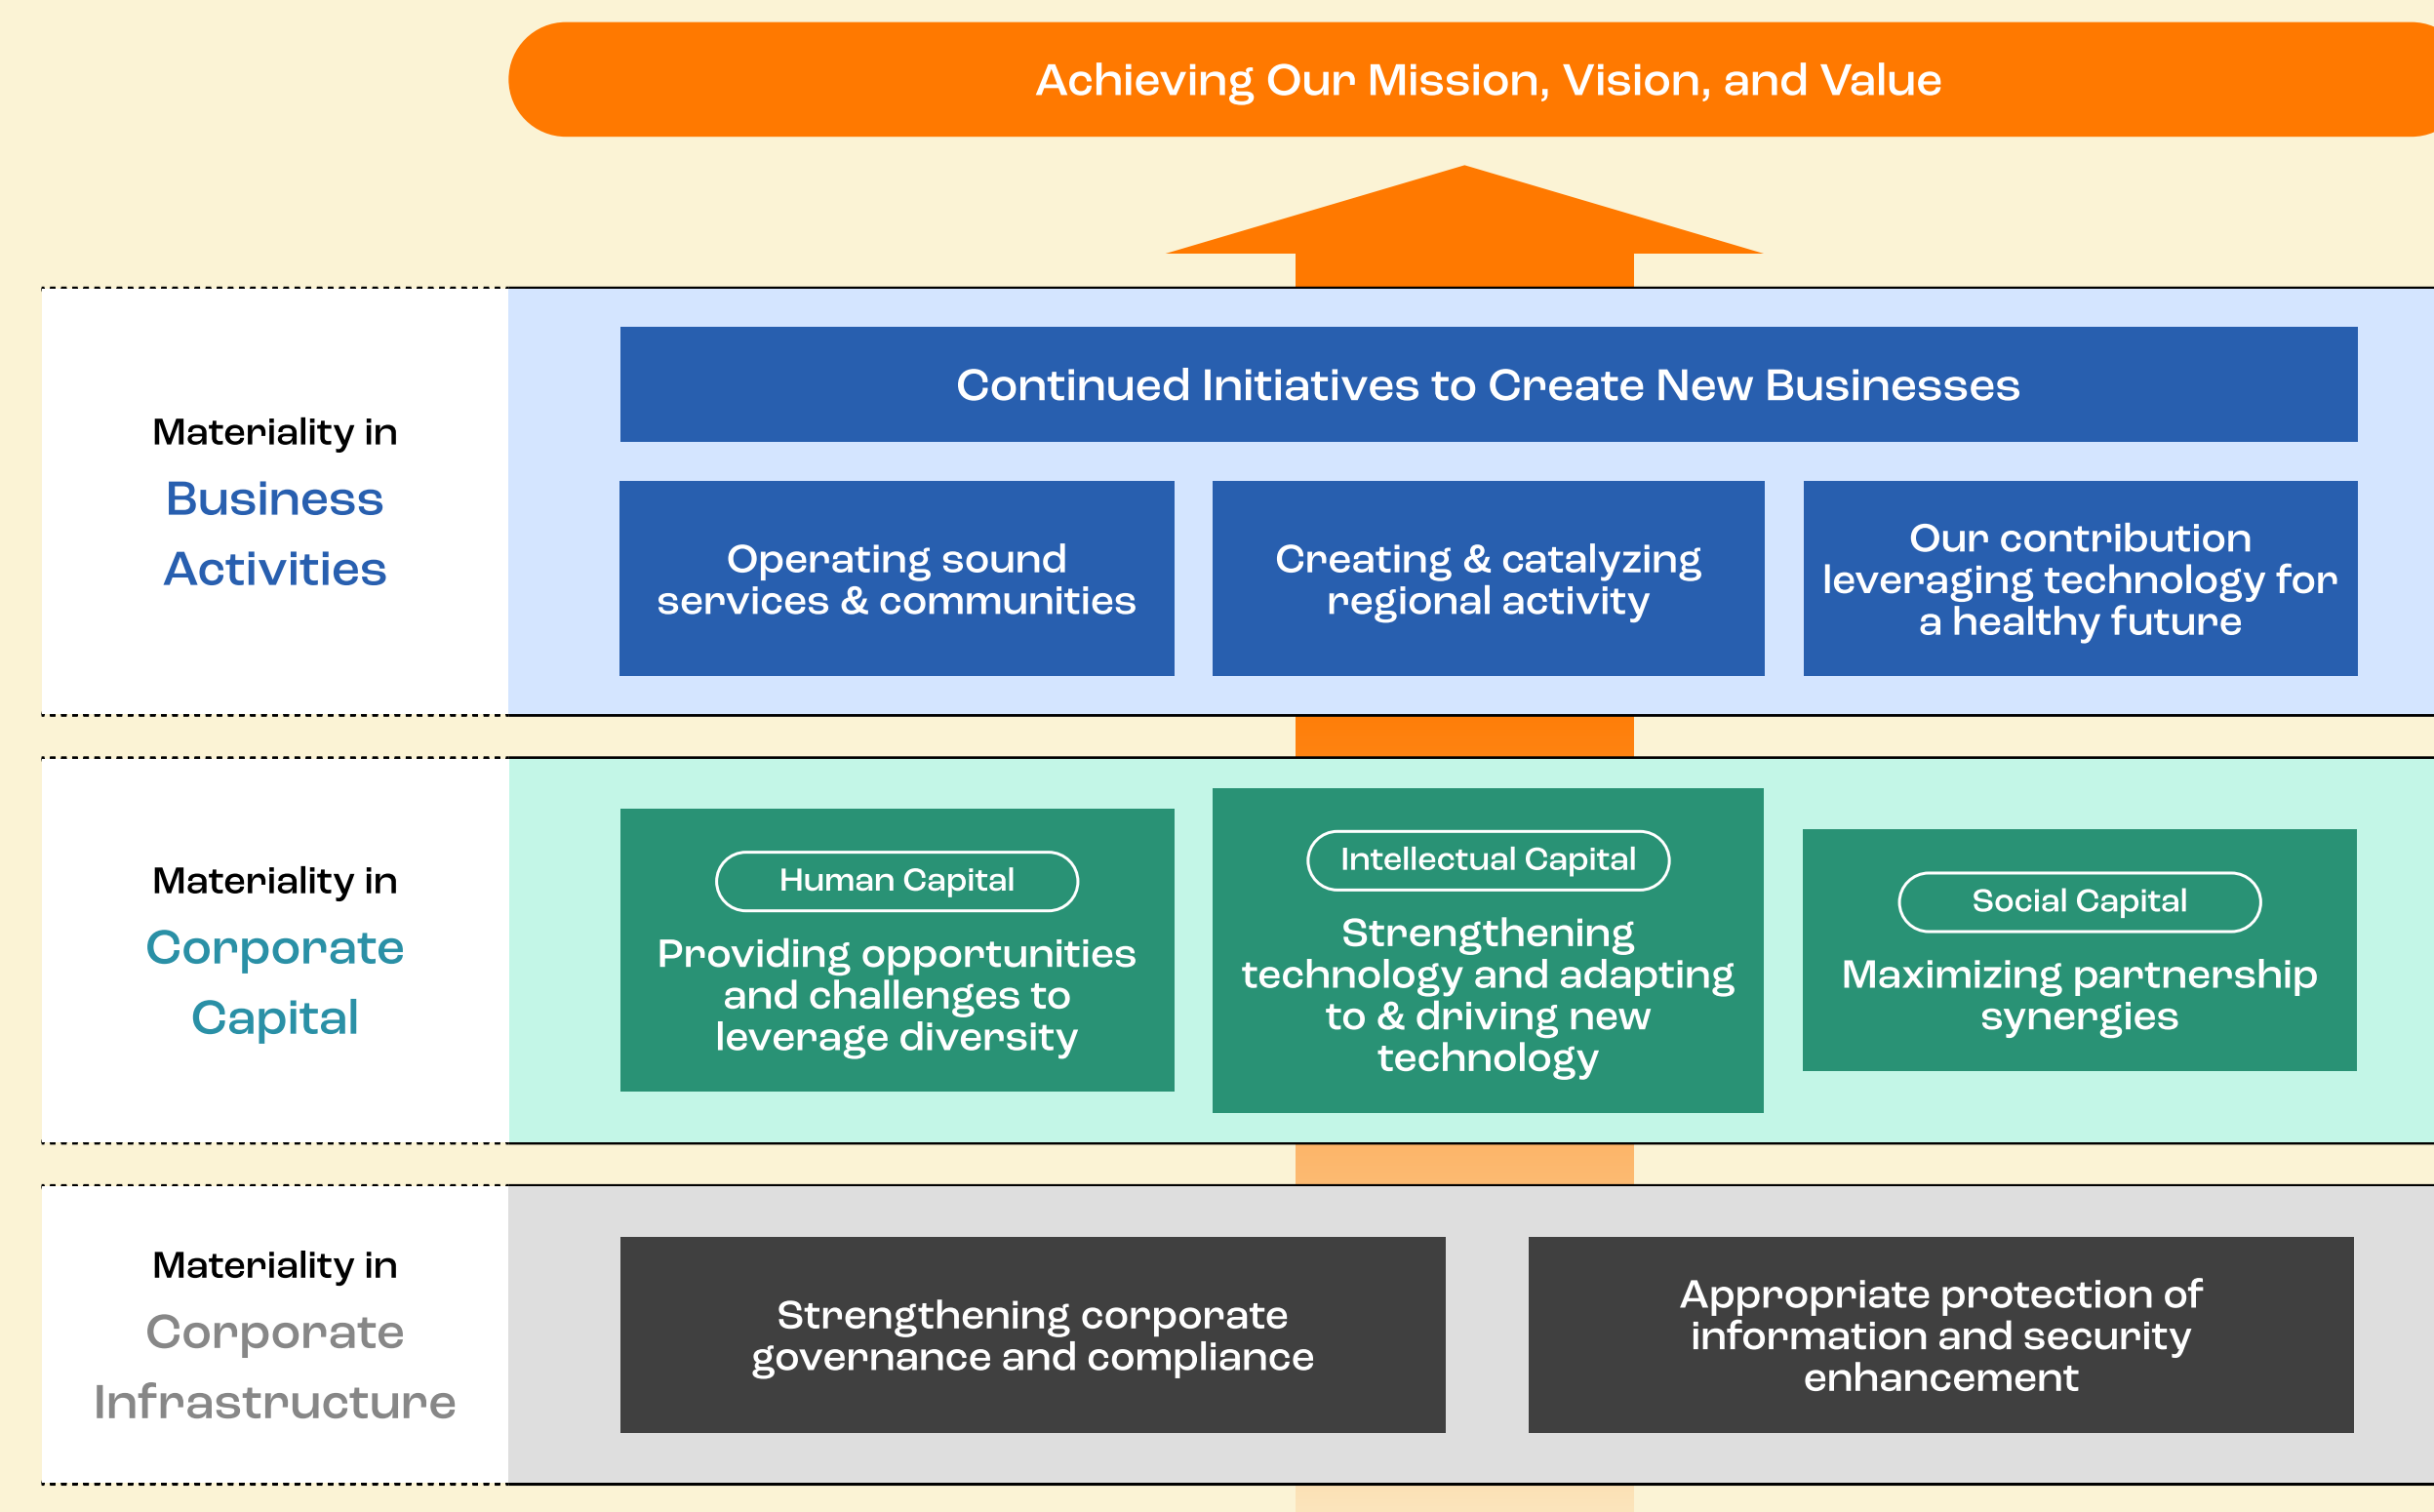 Achieving Our Mission, Vision, and Value
Materiality in
Business
Activities
Continued Initiatives to Create New Businesses
Operating sound
services & communities
Creating & catalyzing
regional activity
Our contribution
leveraging technology for
a healthy future
Materiality in
Corporate
Capital
Human Capital
Providing opportunities
and challenges to
leverage diversity
Intellectual Capital
Strengthening
technology and adapting
to & driving new
technology
Social Capital
Maximizing partnership
synergies
Materiality in
Corporate
Infrastructure
Strengthening corporate
governance and compliance
Appropriate protection of
information and security
enhancement